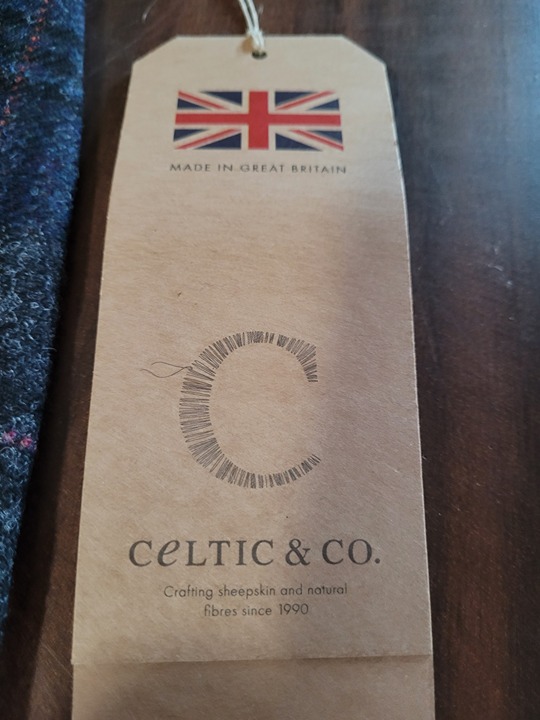 MADE IN GREAT BRITAIN
C
CeLTIC & CO.
Crafting sheepskin and natural
fibres since 1990